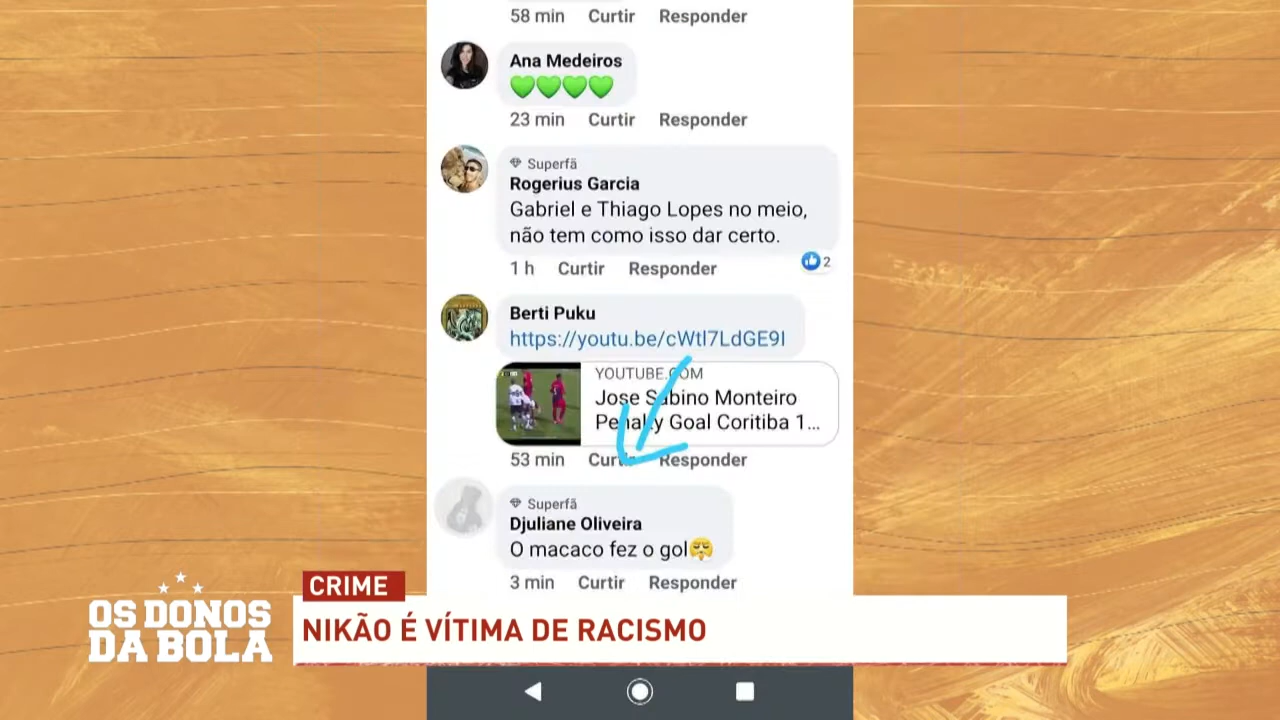 58 min Curtir Responder
Ana Medeiros
23 min Curtir Responder
Superfã
Rogerius Garcia
Gabriel e Thiago Lopes no meio,
não tem como isso dar certo.
1 h Curtir Responder
2
Berti Puku
https://youtu.be/cWtl7LdGE9I
YOUTUBE.COM
Jose Sabino Monteiro
Penalty Goal Coritiba 1...
53 min Curtir Responder
Superfã
Djuliane Oliveira
O macaco fez o gol
3 min Curtir Responder
CRIME
NIKÃO É VÍTIMA DE RACISMO
OS DONOS
DA BOLA